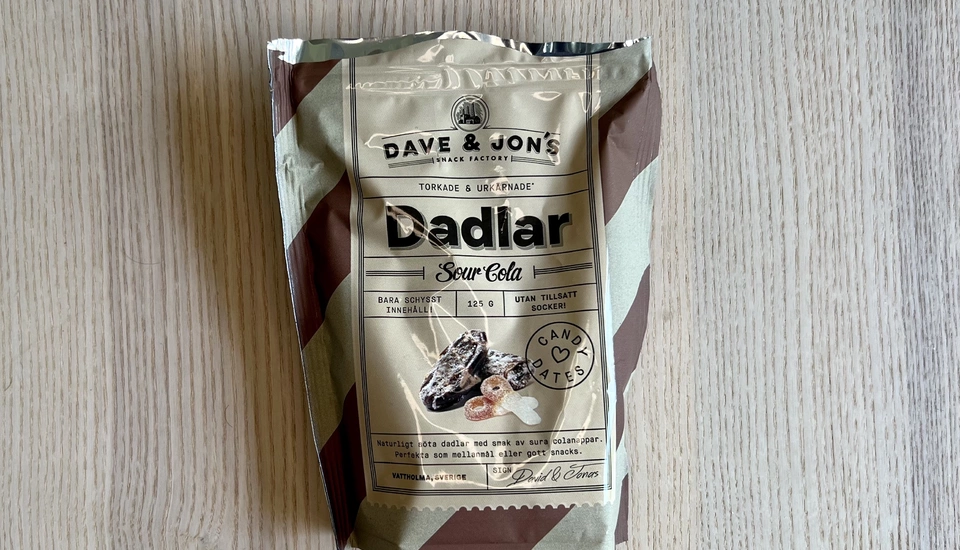 DAVE & JON'S
SNACK FACTORY
TORKADE & URKÄRNADE*
Dadlar
Sour Cola
BARA SCHYSST
INNEHÅLL!
125 G
UTAN TILLSATT
SOCKER!
CANDY
DATES
Naturligt söta dadlar med smak av sura colanappar.
Perfekta som mellanmål eller gott snacks.
VATTHOLMA, SVERIGE
SIGN
David & Jonas